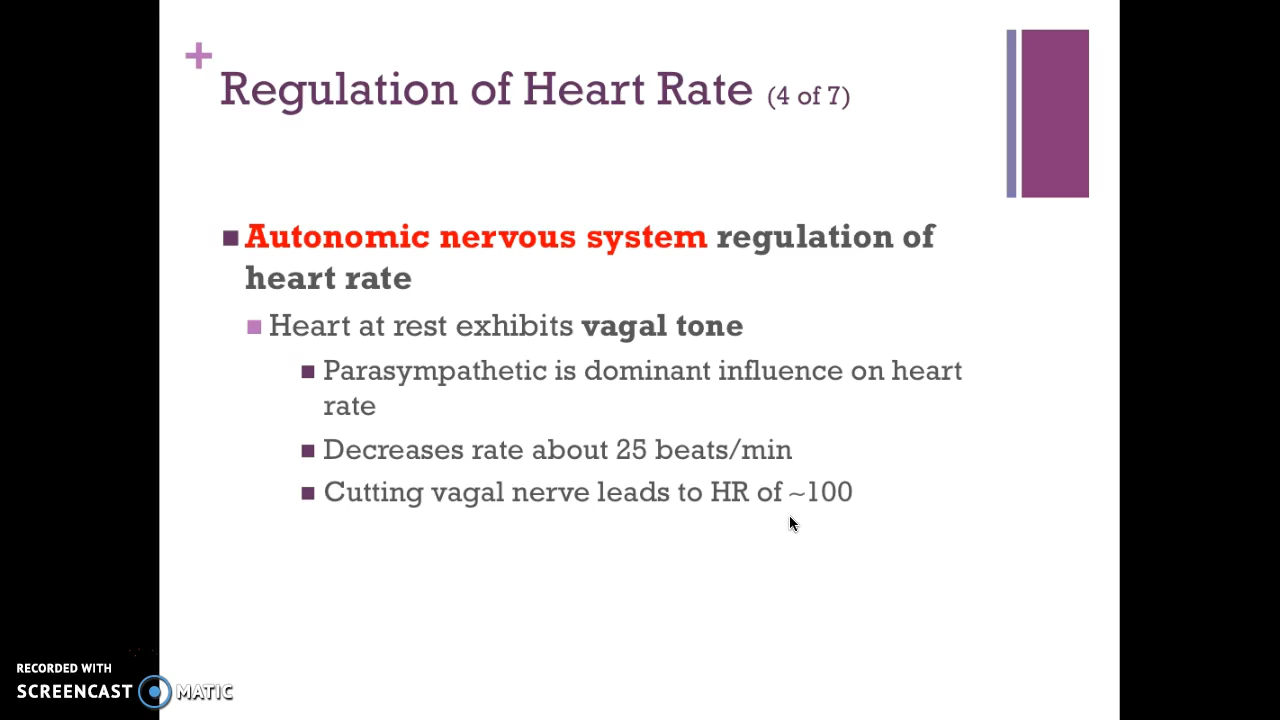 +
Regulation of Heart Rate (4 of 7)
Autonomic nervous system regulation of
heart rate
Heart at rest exhibits vagal tone
Parasympathetic is dominant influence on heart
rate
Decreases rate about 25 beats/min
Cutting vagal nerve leads to HR of ~100
RECORDED WITH
SCREENCAST MATIC